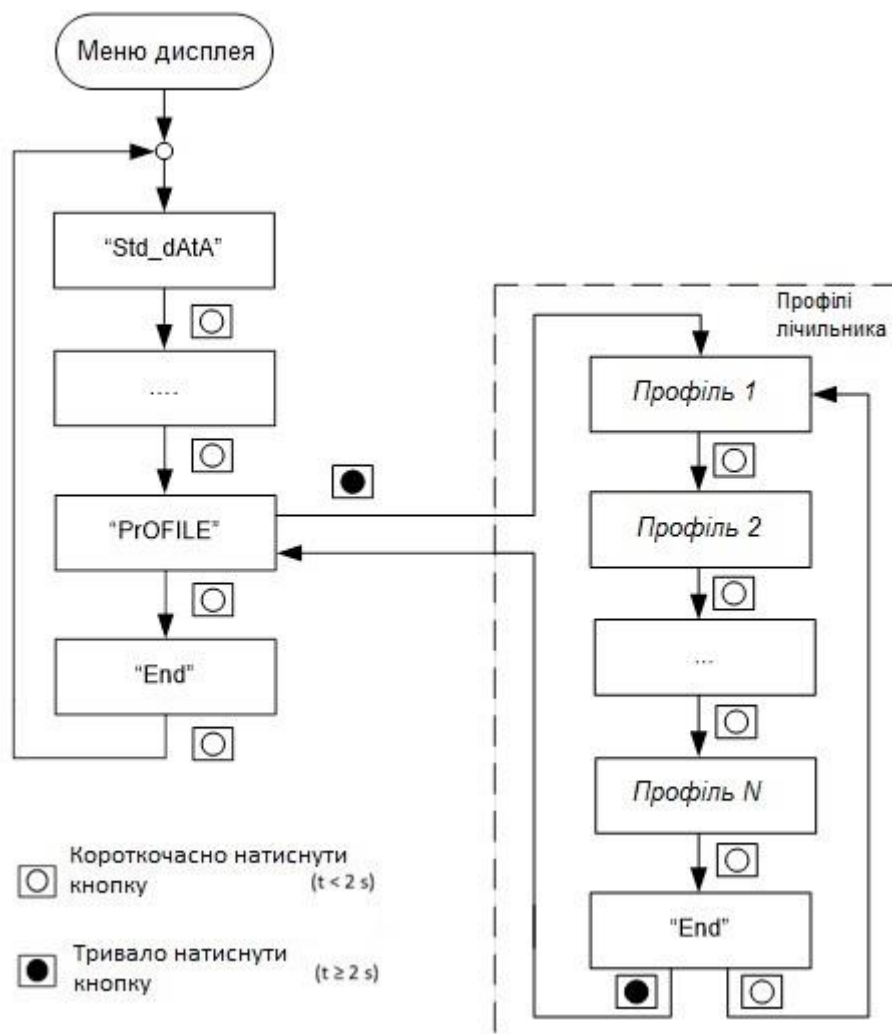 Меню дисплея
“Std_dAtA”
....
“PrOFILE”
“End”
Профілі
лічильника
Профіль 1
Профіль 2
...
Профіль N
“End”
Короткочасно натиснути
кнопку (t < 2 s)
Тривало натиснути
кнопку (t ≥ 2 s)